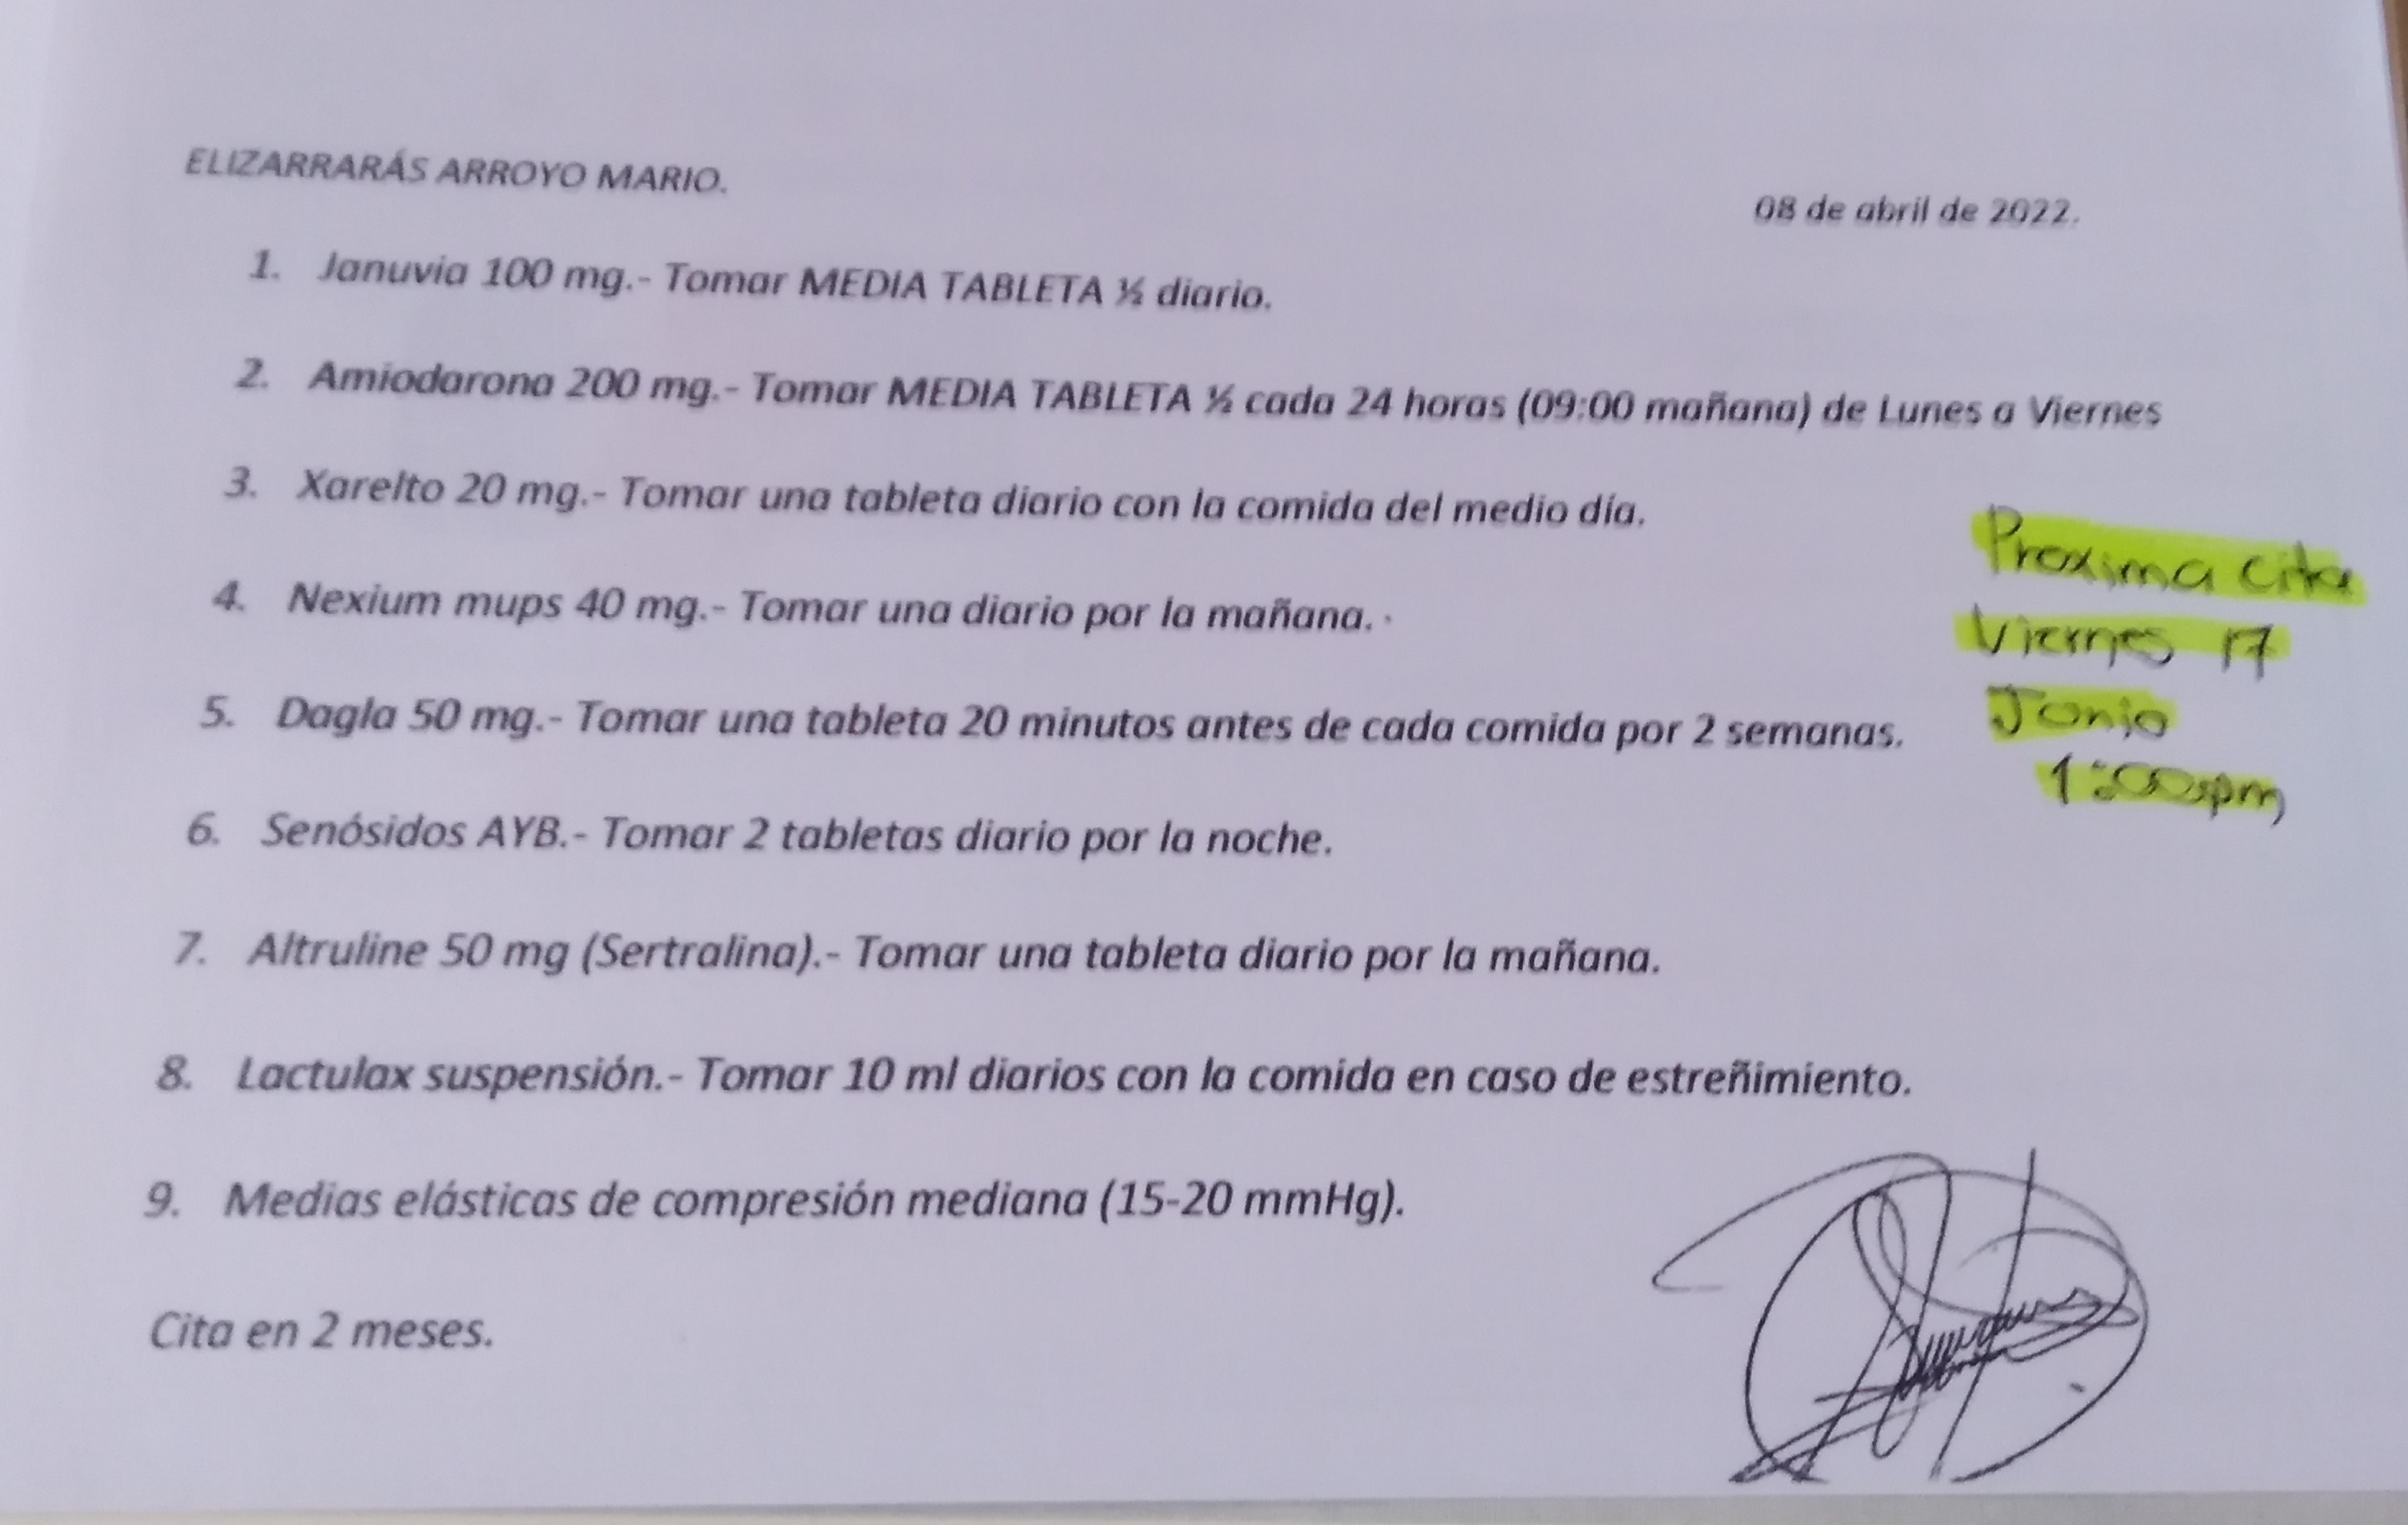 ELIZARRARÁS ARROYO MARIO.
08 de abril de 2022.
1. Januvia 100 mg.- Tomar MEDIA TABLETA ½ diario.
2. Amiodarona 200 mg.- Tomar MEDIA TABLETA ½ cada 24 horas (09:00 mañana) de Lunes a Viernes
3. Xarelto 20 mg.- Tomar una tableta diario con la comida del medio día.
4. Nexium mups 40 mg.- Tomar una diario por la mañana.
5. Dagla 50 mg.- Tomar una tableta 20 minutos antes de cada comida por 2 semanas.
6. Senósidos AYB.- Tomar 2 tabletas diario por la noche.
7. Altruline 50 mg (Sertralina).- Tomar una tableta diario por la mañana.
8. Lactulax suspensión.- Tomar 10 ml diarios con la comida en caso de estreñimiento.
9. Medias elásticas de compresión mediana (15-20 mmHg).
Cita en 2 meses.
Proxima cita
Viernes 17
Junio
1:00pm